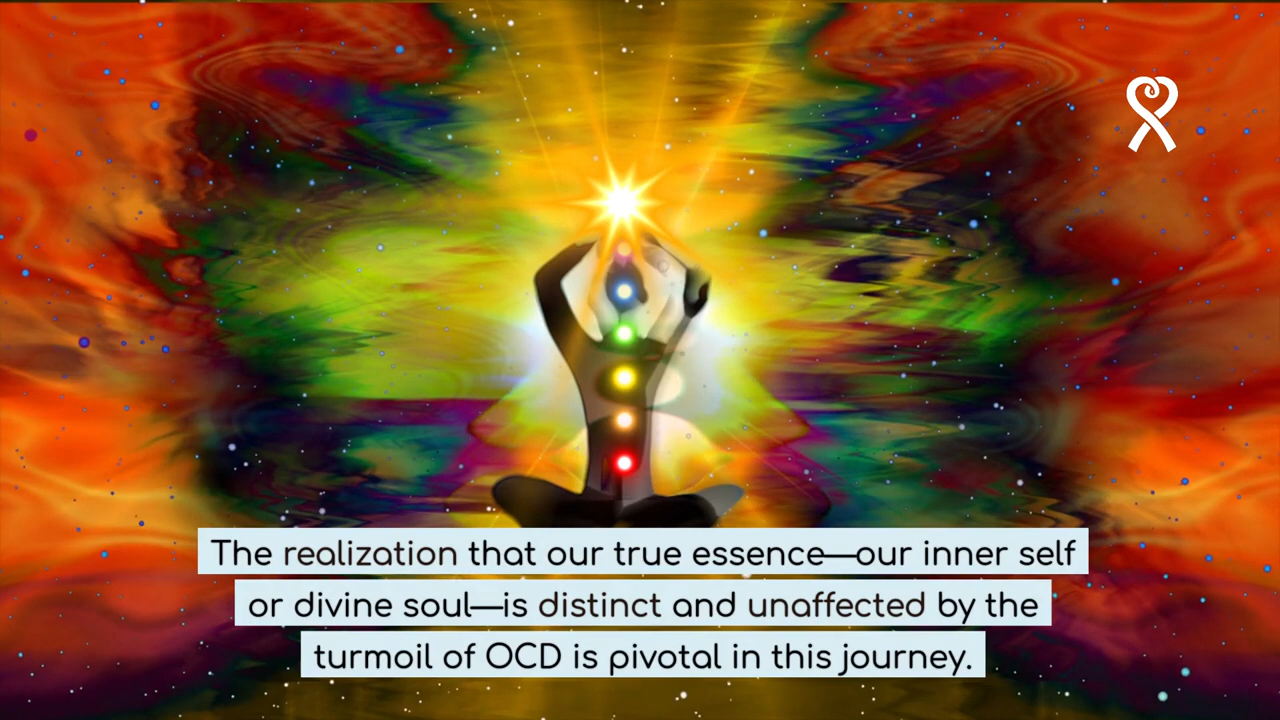 The realization that our true essence—our inner self
or divine soul—is distinct and unaffected by the
turmoil of OCD is pivotal in this journey.